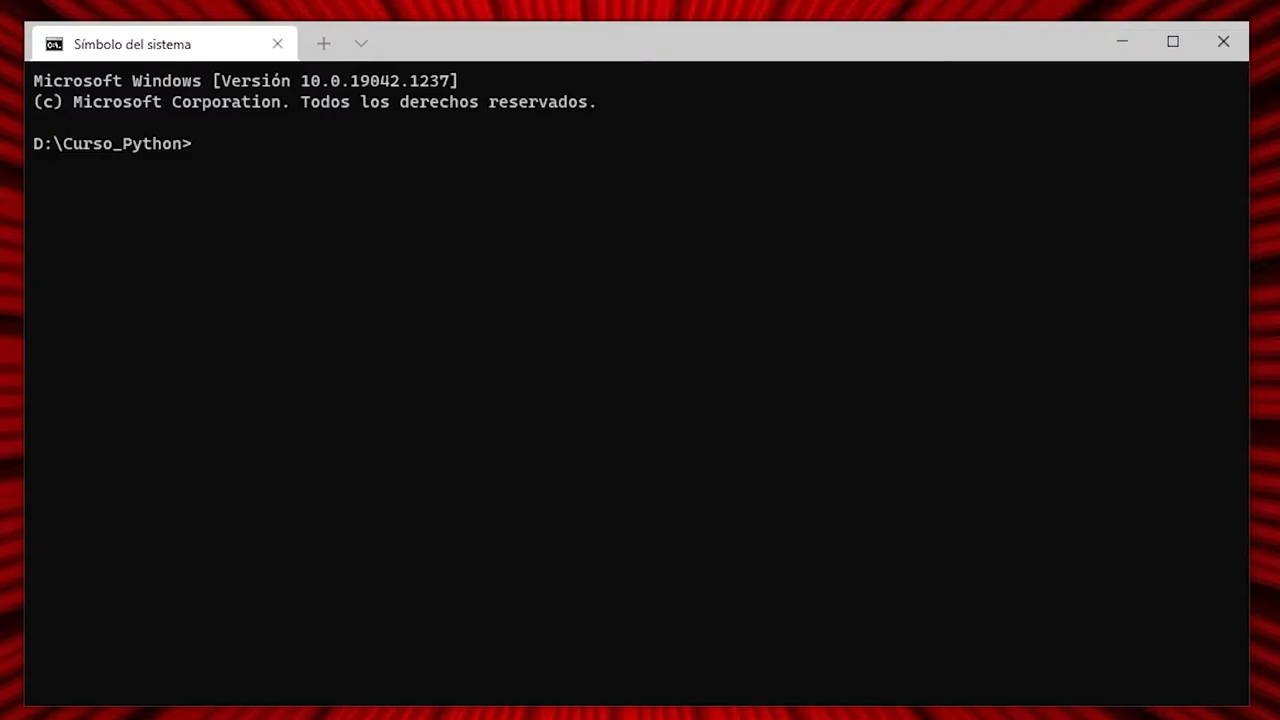 Símbolo del sistema
Microsoft Windows [Versión 10.0.19042.1237]
(c) Microsoft Corporation. Todos los derechos reservados.
D:\Curso_Python>